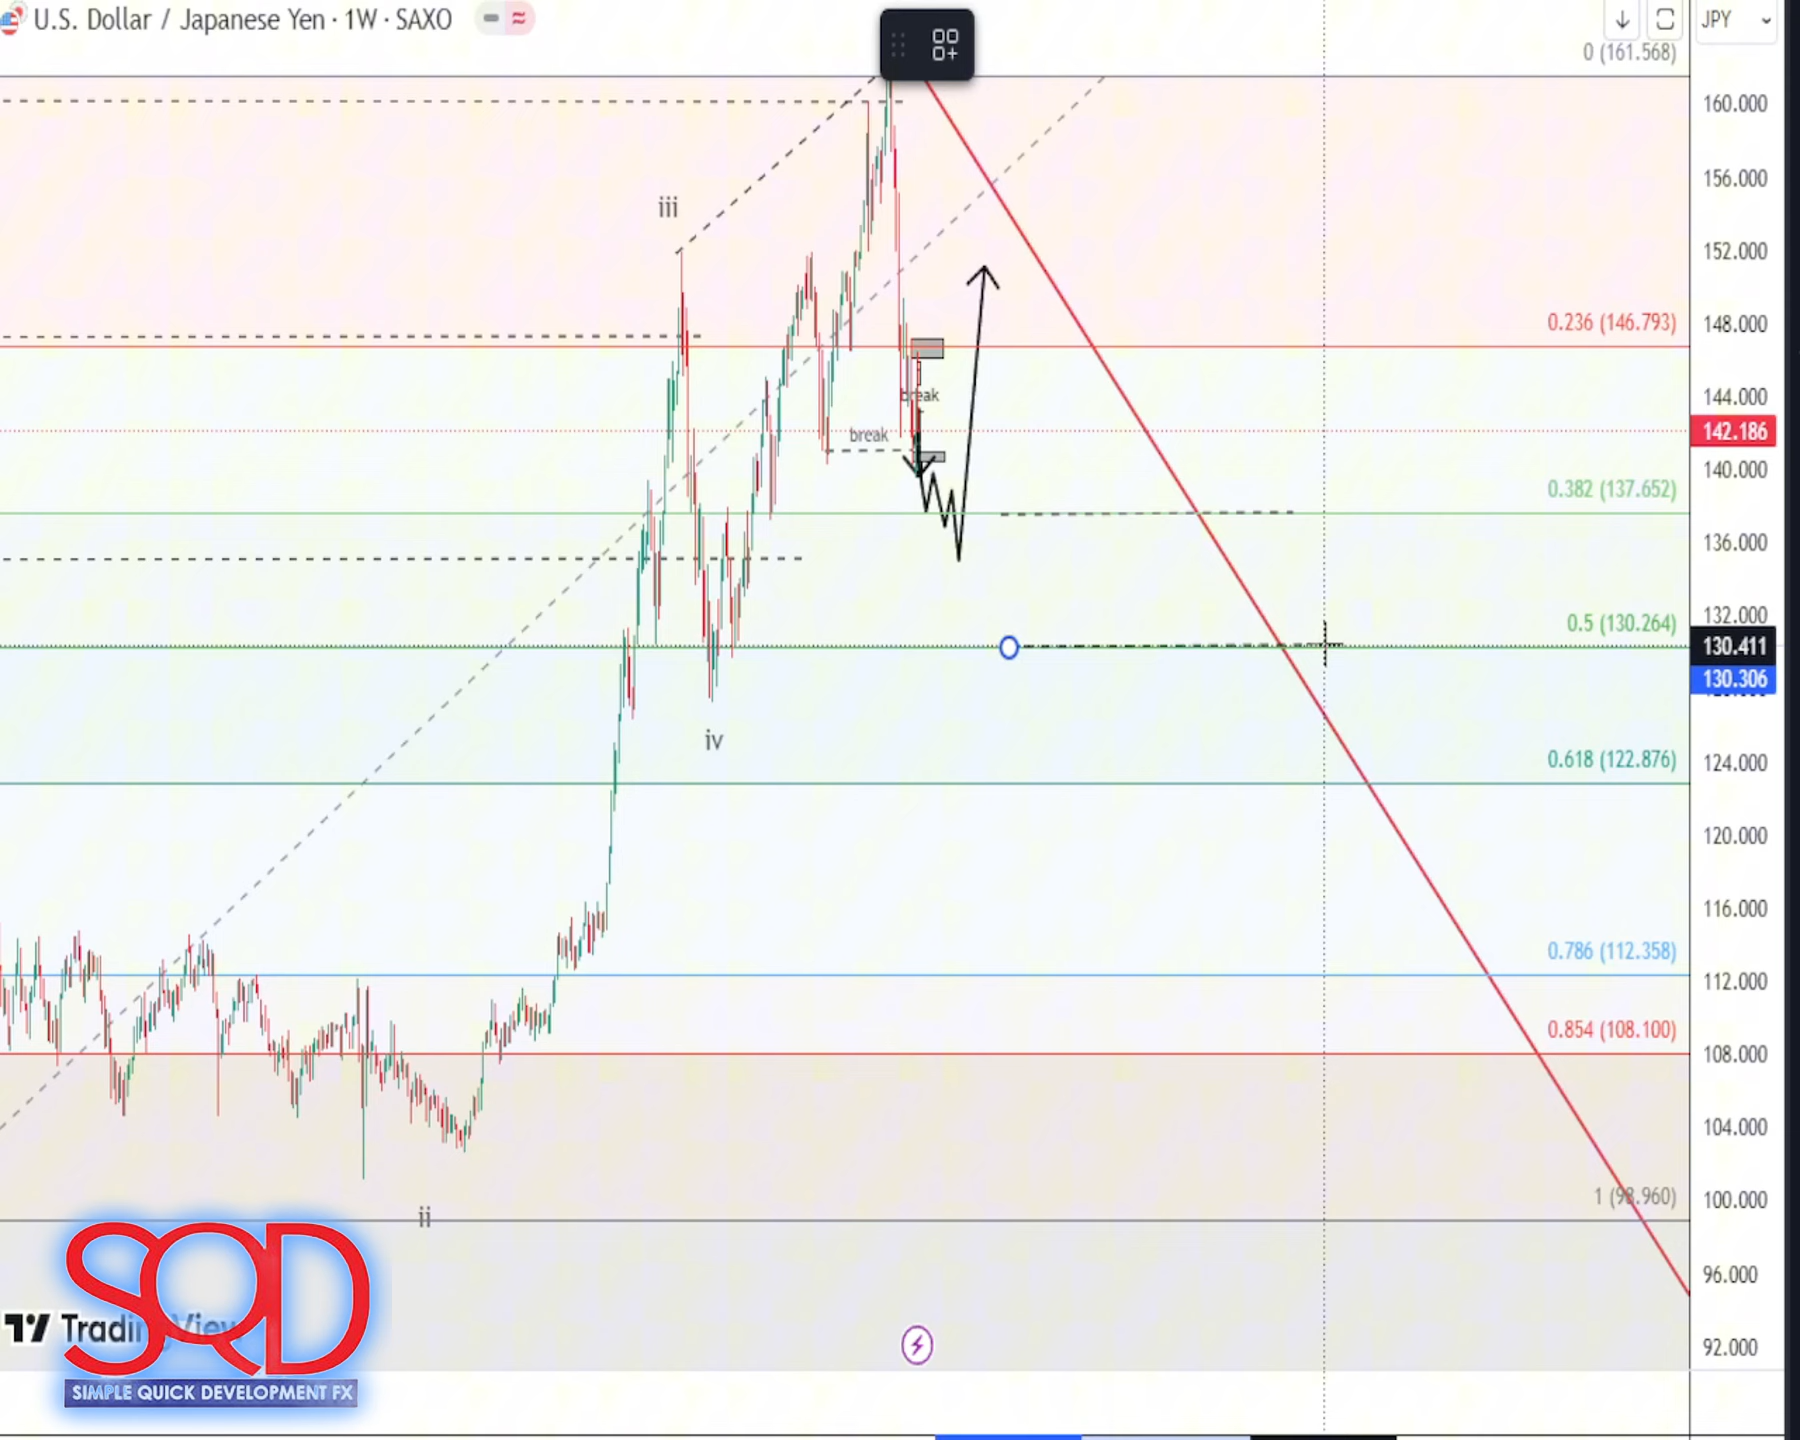 U.S. Dollar / Japanese Yen · 1W · SAXO
JPY
0 (161.568)
160.000
156.000
iii
152.000
0.236 (146.793)
148.000
break
144.000
break
142.186
140.000
0.382 (137.652)
136.000
0.5 (130.264)
132.000
130.411
130.306
iv
0.618 (122.876)
124.000
120.000
116.000
0.786 (112.358)
112.000
0.854 (108.100)
108.000
104.000
1 (98.960)
100.000
ii
SQD
96.000
TradingView
92.000
SIMPLE QUICK DEVELOPMENT FX